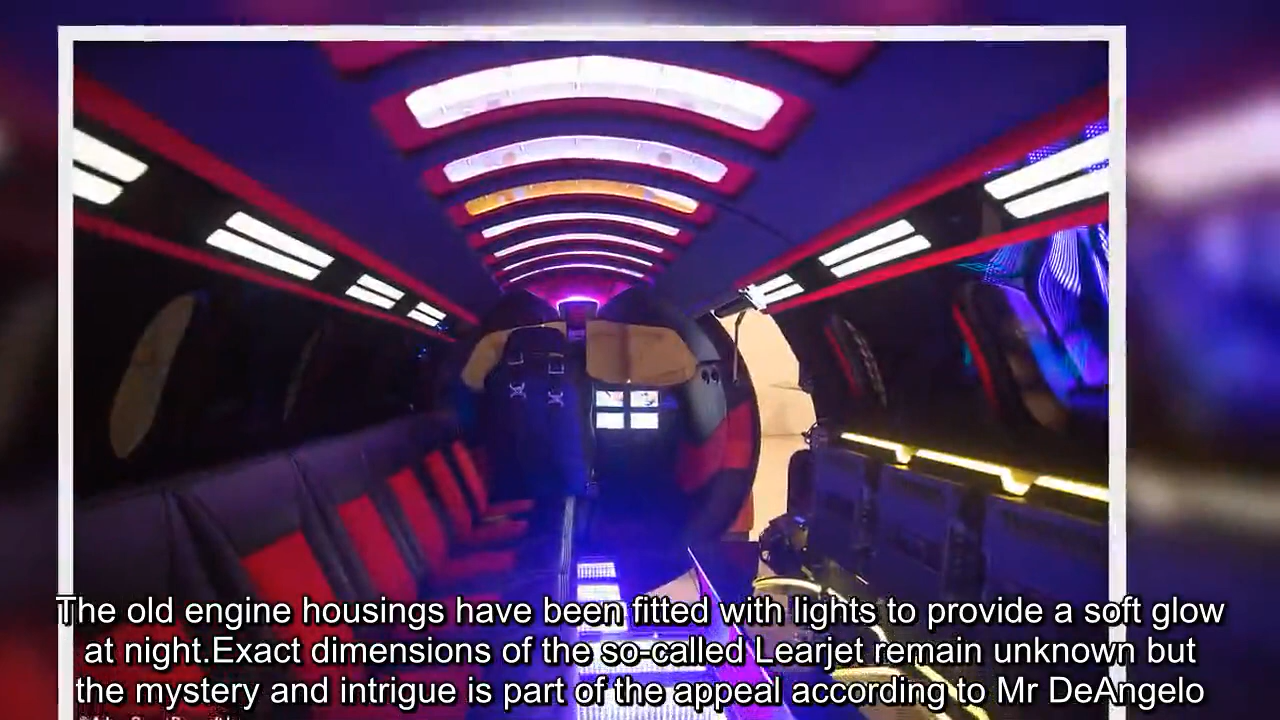 The old engine housings have been fitted with lights to provide a soft glow
at night.Exact dimensions of the so-called Learjet remain unknown but
the mystery and intrigue is part of the appeal according to Mr DeAngelo